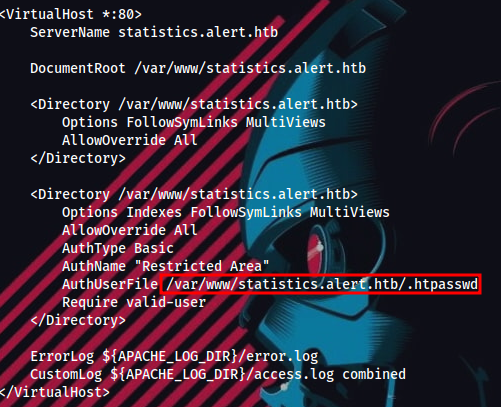 <VirtualHost *:80>
    ServerName statistics.alert.htb

    DocumentRoot /var/www/statistics.alert.htb

    <Directory /var/www/statistics.alert.htb>
        Options FollowSymLinks MultiViews
        AllowOverride All
    </Directory>

    <Directory /var/www/statistics.alert.htb>
        Options Indexes FollowSymLinks MultiViews
        AllowOverride All
        AuthType Basic
        AuthName "Restricted Area"
        AuthUserFile /var/www/statistics.alert.htb/.htpasswd
        Require valid-user
    </Directory>

    ErrorLog ${APACHE_LOG_DIR}/error.log
    CustomLog ${APACHE_LOG_DIR}/access.log combined
</VirtualHost>